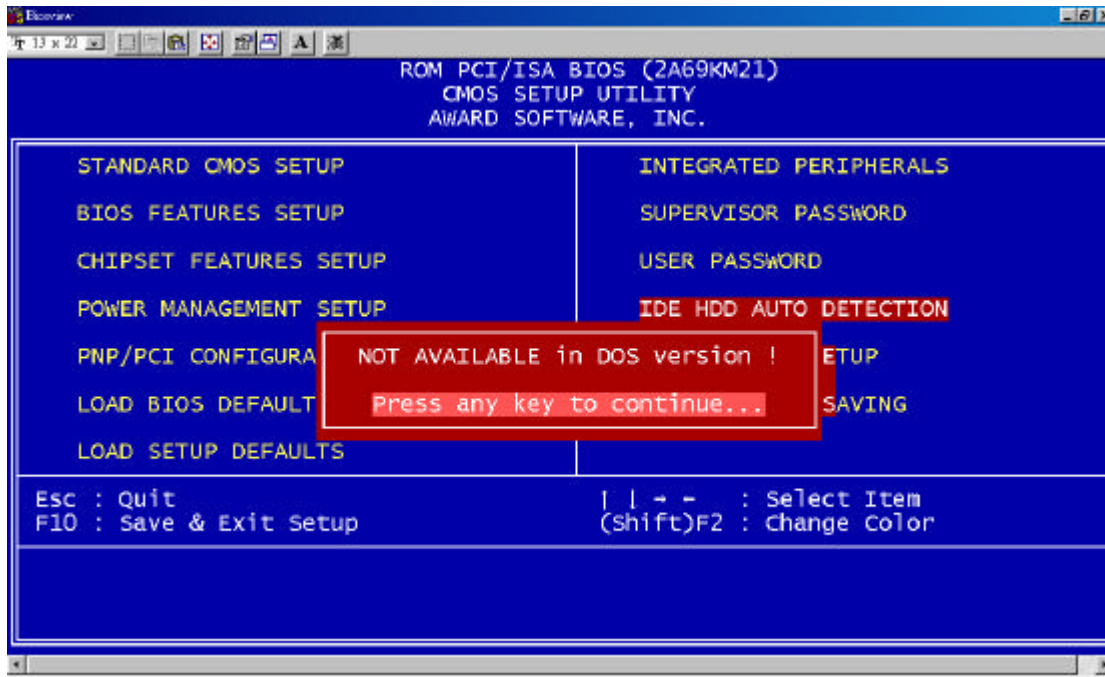 Biosview
13 x 22
A
ROM PCI/ISA BIOS (2A69KM21)
CMOS SETUP UTILITY
AWARD SOFTWARE, INC.
STANDARD CMOS SETUP
BIOS FEATURES SETUP
CHIPSET FEATURES SETUP
POWER MANAGEMENT SETUP
PNP/PCI CONFIGURA
LOAD BIOS DEFAULT
LOAD SETUP DEFAULTS
INTEGRATED PERIPHERALS
SUPERVISOR PASSWORD
USER PASSWORD
IDE HDD AUTO DETECTION
ETUP
SAVING
NOT AVAILABLE in DOS version !
Press any key to continue...
Esc : Quit
F10 : Save & Exit Setup
↑ ↓ → ← : Select Item
(Shift)F2 : Change Color